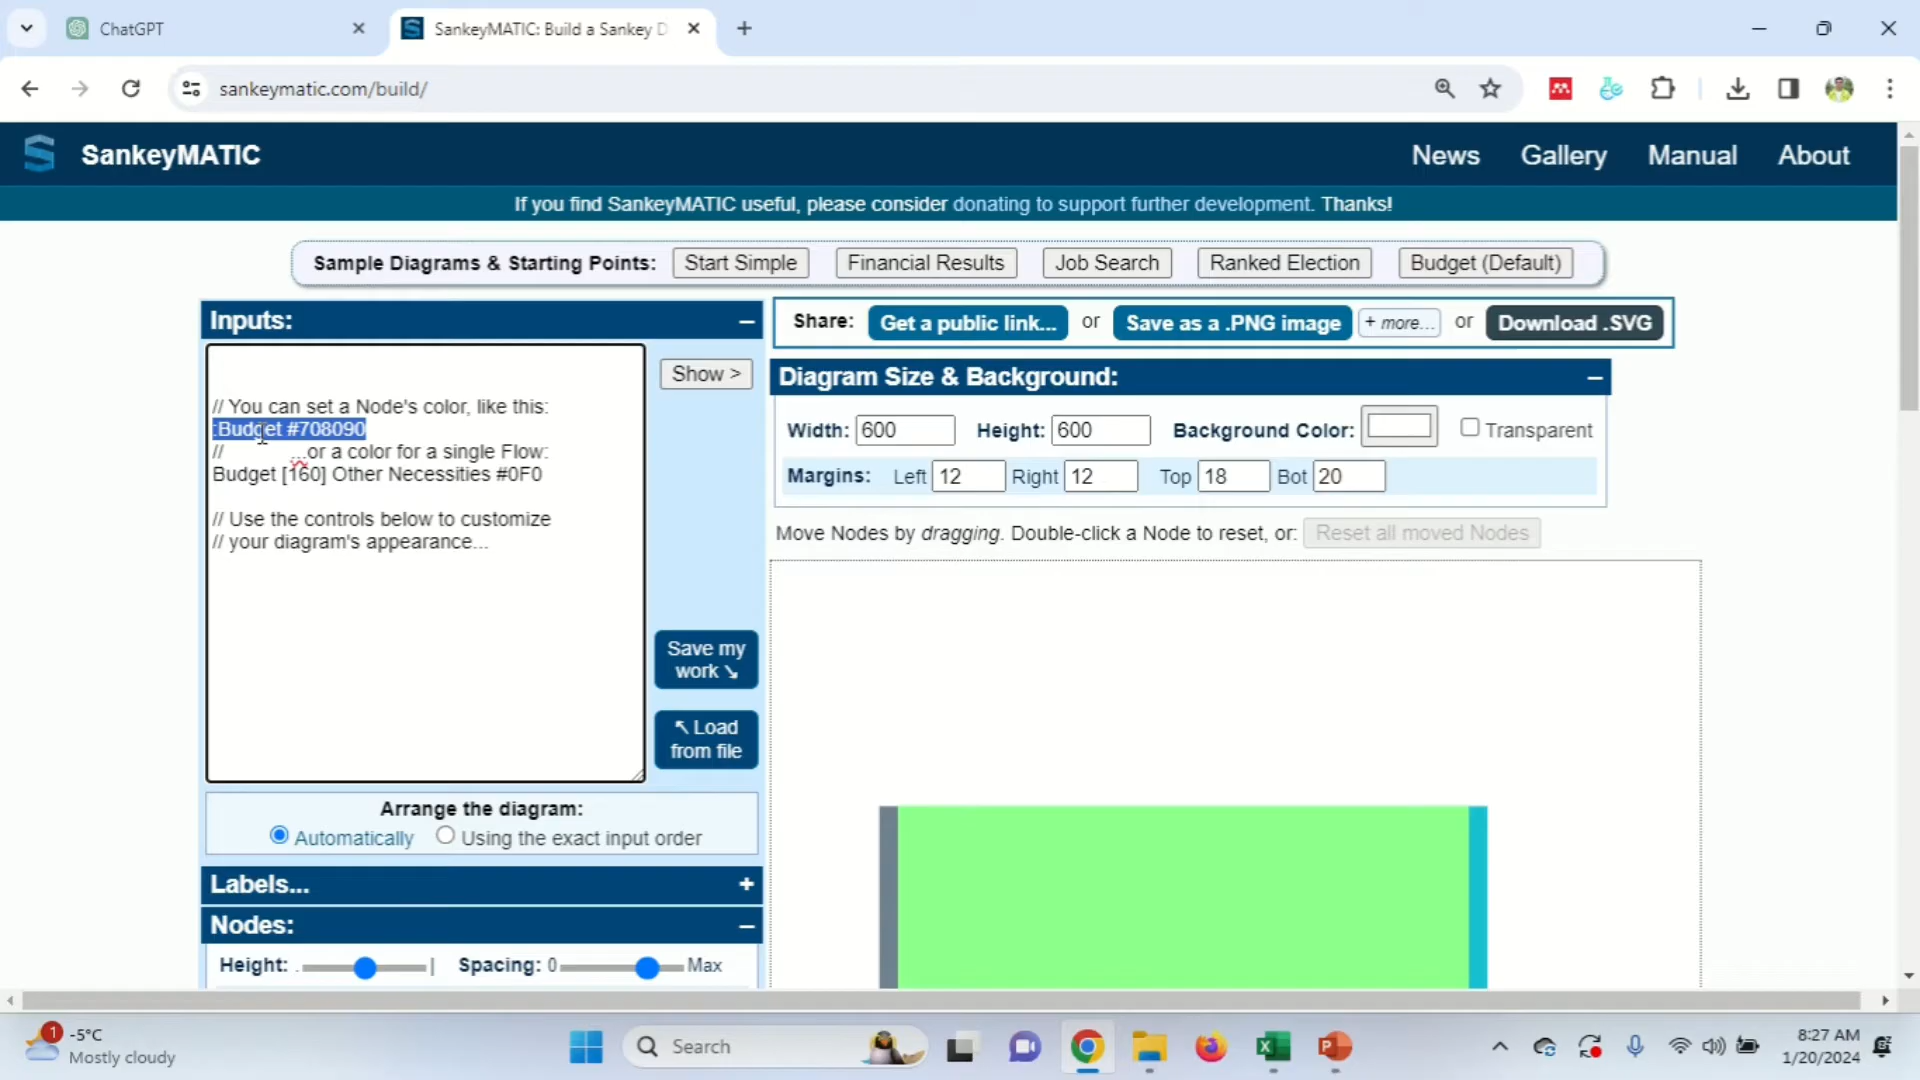 ChatGPT
SankeyMATIC: Build a Sankey D
sankeymatic.com/build/
SankeyMATIC
News Gallery Manual About
If you find SankeyMATIC useful, please consider donating to support further development. Thanks!
Sample Diagrams & Starting Points: Start Simple Financial Results Job Search Ranked Election Budget (Default)
Inputs:
Share: Get a public link... or Save as a .PNG image + more... or Download .SVG
Show >
Diagram Size & Background:
// You can set a Node's color, like this:
:Budget #708090
// ...or a color for a single Flow:
Budget [160] Other Necessities #0F0
// Use the controls below to customize
// your diagram's appearance...
Width: 600 Height: 600 Background Color: Transparent
Margins: Left 12 Right 12 Top 18 Bot 20
Move Nodes by dragging. Double-click a Node to reset, or: Reset all moved Nodes
Save my
work ↘
↖ Load
from file
Arrange the diagram:
Automatically Using the exact input order
Labels... +
Nodes: –
Height: Spacing: 0 Max
1
-5°C
Mostly cloudy
Search
8:27 AM
1/20/2024